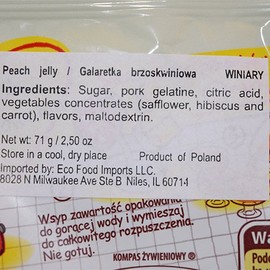 Peach jelly / Galaretka brzoskwiniowa WINIARY
Ingredients: Sugar, pork gelatine, citric acid,
vegetables concentrates (safflower, hibiscus and
carrot), flavors, maltodextrin.
Net wt: 71 g / 2,50 oz
Store in a cool, dry place Product of Poland
Imported by: Eco Food Imports LLC.
8028 N Milwaukee Ave Ste B Niles, IL 60714
Wsyp zawartość opakowania
do gorącej wody i wymieszaj
do całkowitego rozpuszczenia.
Nie gotuj.
KOMPAS ŻYWIENIOWY®